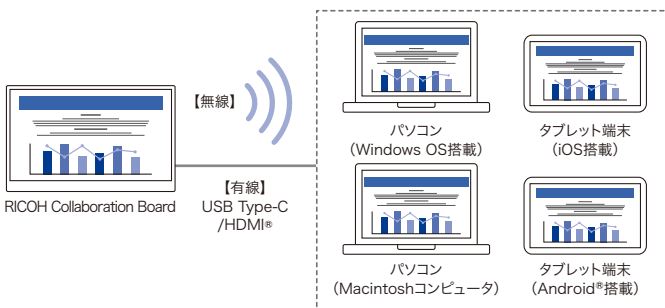 【無線】
RICOH Collaboration Board
【有線】
USB Type-C
/HDMI®
パソコン
（Windows OS搭載）
タブレット端末
（iOS搭載）
パソコン
（Macintoshコンピュータ）
タブレット端末
（Android®搭載）